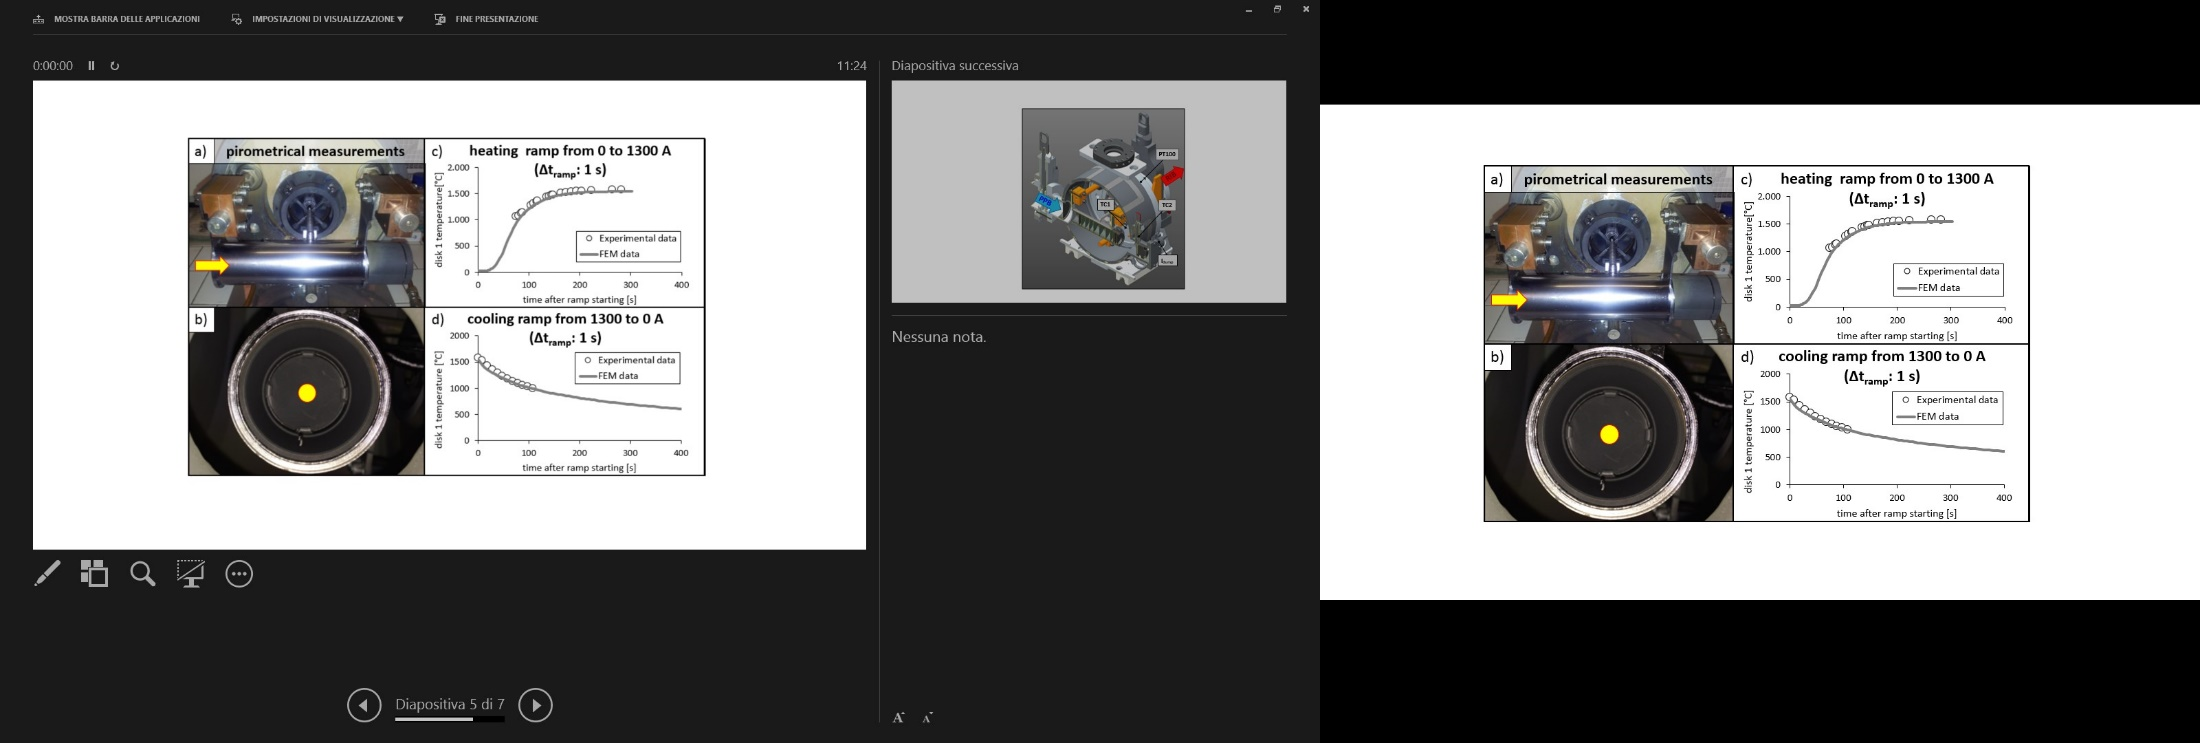 MOSTRA BARRA DELLE APPLICAZIONI
IMPOSTAZIONI DI VISUALIZZAZIONE ▼
FINE PRESENTAZIONE
0:00:00
11:24
a) pirometrical measurements
b)
c) heating ramp from 0 to 1300 A
(Δtramp: 1 s)
disk 1 temperature[°C]
2.000
1.500
1.000
500
0
0 100 200 300 400
Experimental data
FEM data
time after ramp starting [s]
d) cooling ramp from 1300 to 0 A
(Δtramp: 1 s)
disk 1 temperature [°C]
2000
1500
1000
500
0
0 100 200 300 400
Experimental data
FEM data
time after ramp starting [s]
Diapositiva 5 di 7
Diapositiva successiva
PT100
PPB
TC1
TC2
Nessuna nota.
A A
a) pirometrical measurements
b)
c) heating ramp from 0 to 1300 A
(Δtramp: 1 s)
disk 1 temperature[°C]
2.000
1.500
1.000
500
0
0 100 200 300 400
Experimental data
FEM data
time after ramp starting [s]
d) cooling ramp from 1300 to 0 A
(Δtramp: 1 s)
disk 1 temperature [°C]
2000
1500
1000
500
0
0 100 200 300 400
Experimental data
FEM data
time after ramp starting [s]